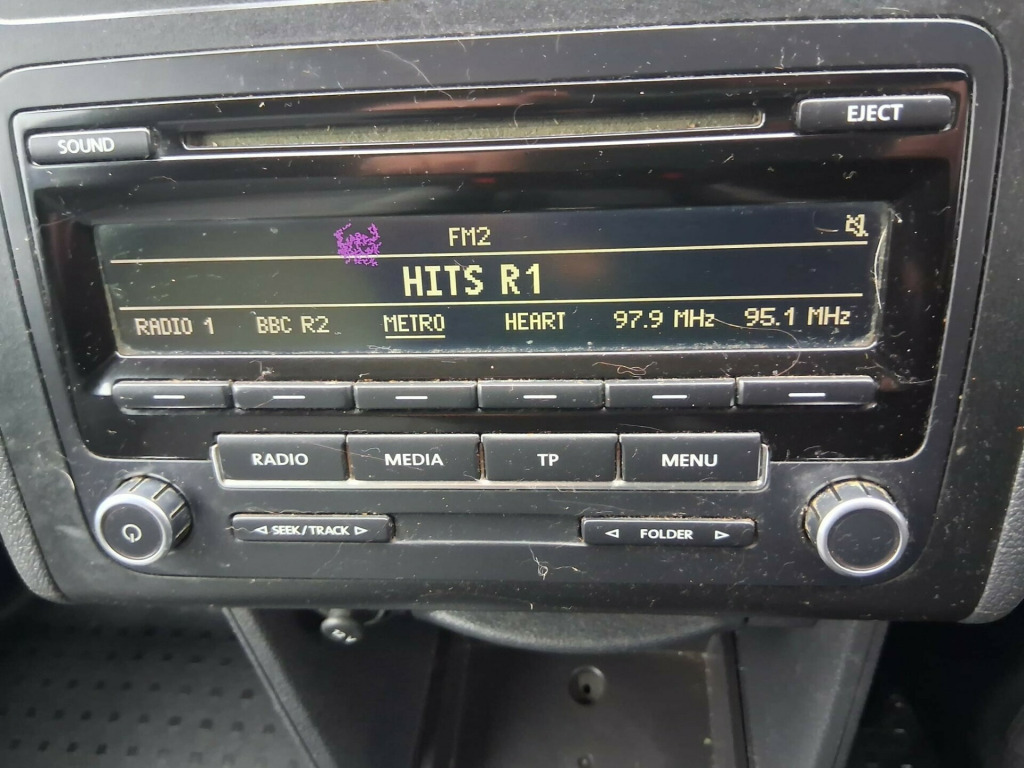 SOUND
EJECT
FM2
HITS R1
RADIO 1 BBC R2 METRO HEART 97.9 MHz 95.1 MHz
RADIO MEDIA TP MENU
SEEK/TRACK FOLDER